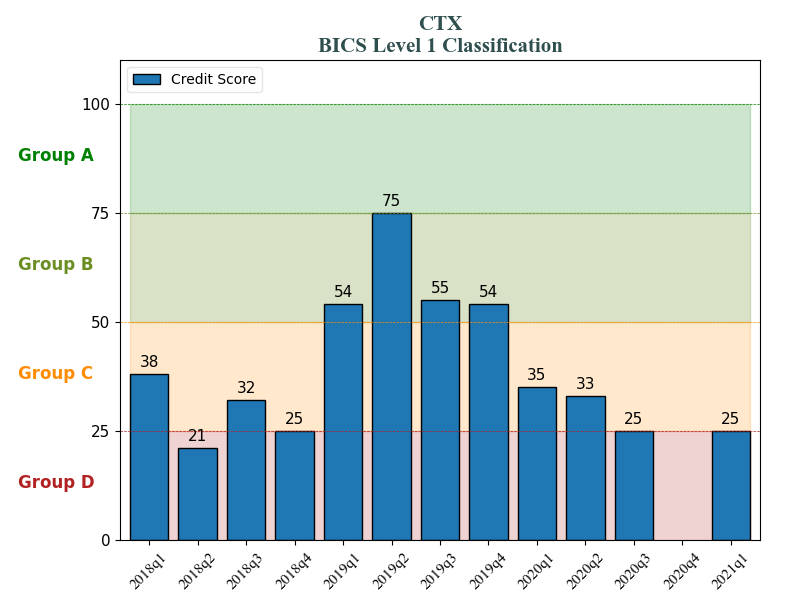 CTX
BICS Level 1 Classification
Credit Score
100
Group A
75
75
Group B
54
55
54
50
38
Group C
32
35
33
25
25
25
25
21
Group D
0
2018q1 2018q2 2018q3 2018q4 2019q1 2019q2 2019q3 2019q4 2020q1 2020q2 2020q3 2020q4 2021q1